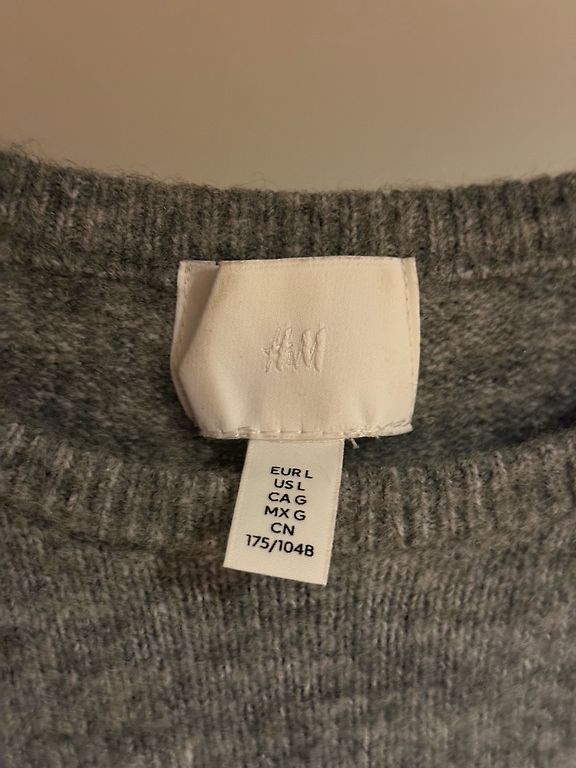 H&M
EUR L
US L
CA G
MX G
CN
175/104B